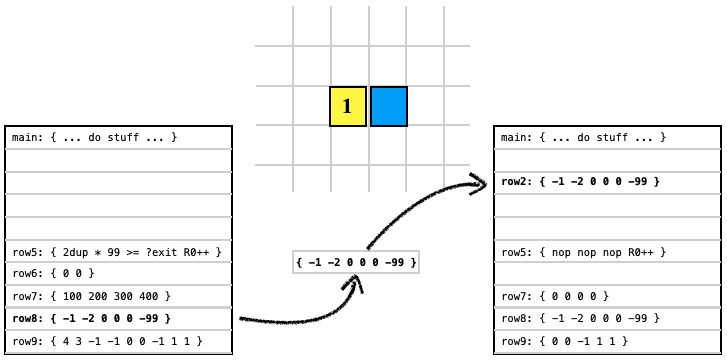 1
main: { ... do stuff ... }
row5: { 2dup * 99 >= ?exit R0++ }
row6: { 0 0 }
row7: { 100 200 300 400 }
row8: { -1 -2 0 0 0 -99 }
row9: { 4 3 -1 -1 0 0 -1 1 1 }
{ -1 -2 0 0 0 -99 }
main: { ... do stuff ... }
row2: { -1 -2 0 0 0 -99 }
row5: { nop nop nop R0++ }
row7: { 0 0 0 0 }
row8: { -1 -2 0 0 0 -99 }
row9: { 0 0 -1 1 1 }